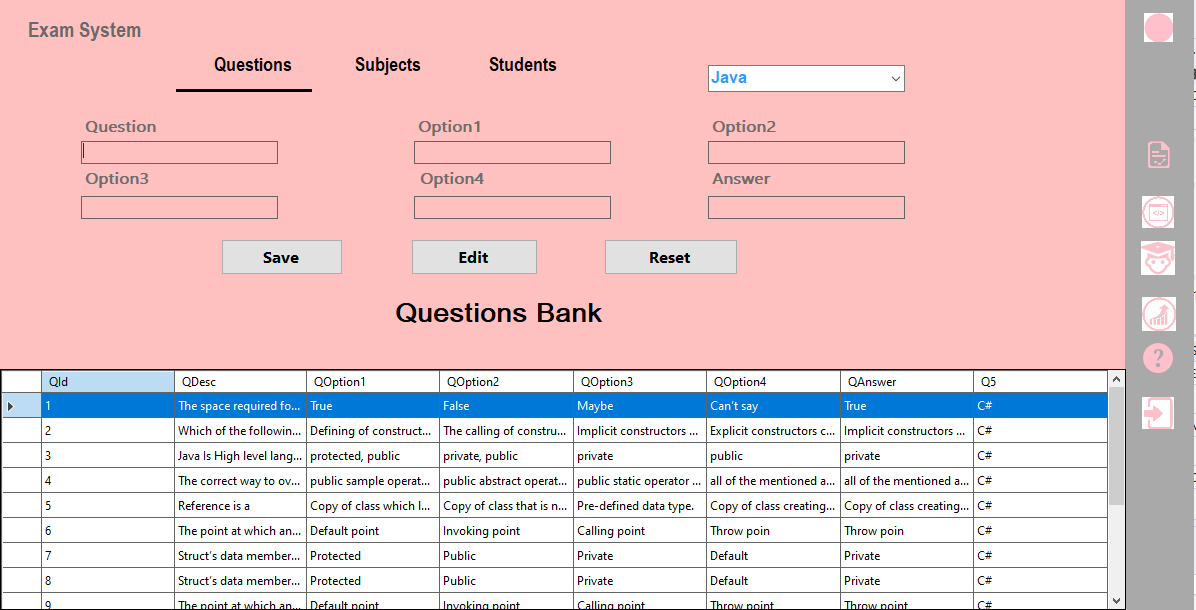 Exam System
Questions Subjects Students
Java
Question Option1 Option2
Option3 Option4 Answer
Save Edit Reset
Questions Bank
QId QDesc QOption1 QOption2 QOption3 QOption4 QAnswer Q5
1 The space required fo... True False Maybe Can't say True C#
2 Which of the followin... Defining of construct... The calling of constru... Implicit constructors ... Explicit constructors c... Implicit constructors ... C#
3 Java Is High level lang... protected, public private, public private public private C#
4 The correct way to ov... public sample operat... public abstract operat... public static operator ... all of the mentioned a... all of the mentioned a... C#
5 Reference is a Copy of class which l... Copy of class that is n... Pre-defined data type. Copy of class creating... Copy of class creating... C#
6 The point at which an... Default point Invoking point Calling point Throw poin Throw poin C#
7 Struct's data member... Protected Public Private Default Private C#
8 Struct's data member... Protected Public Private Default Private C#
9 The point at which an... Default point Invoking point Calling point Throw point Throw point C#